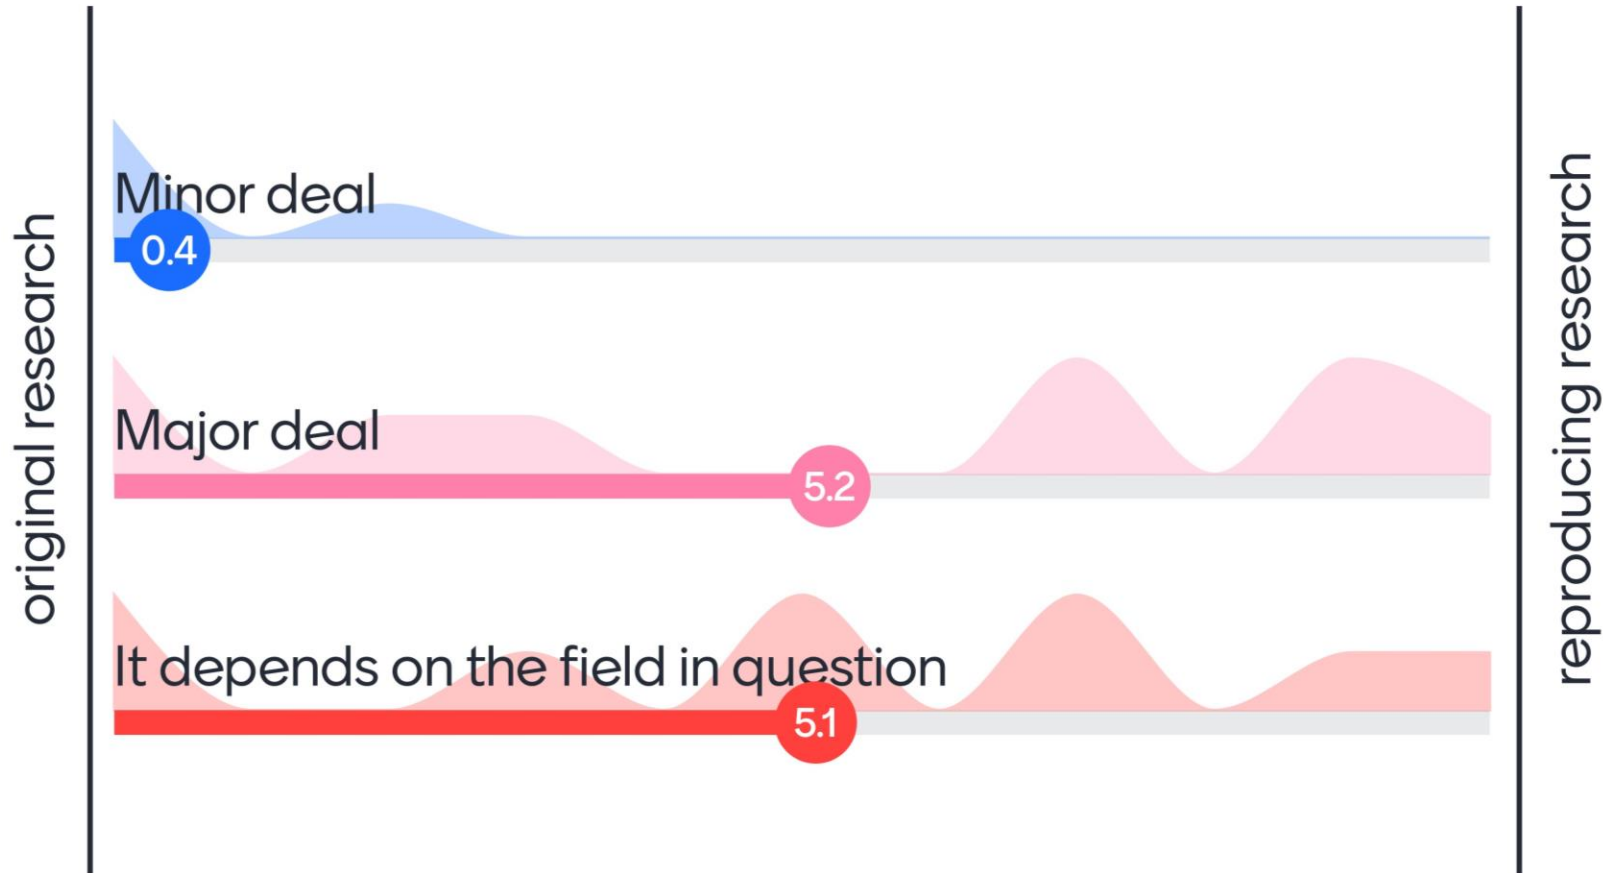 original research
Minor deal
0.4
Major deal
5.2
It depends on the field in question
5.1
reproducing research